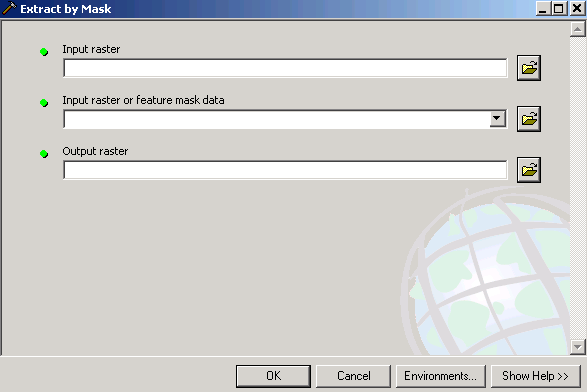 Extract by Mask
Input raster
Input raster or feature mask data
Output raster
OK
Cancel
Environments...
Show Help >>